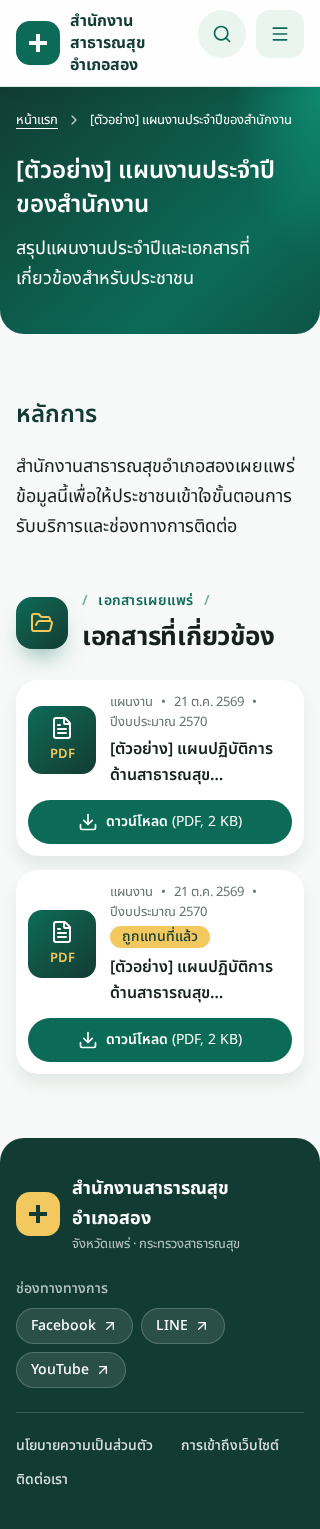 สำนักงาน
สาธารณสุข
อำเภอสอง
หน้าแรก > [ตัวอย่าง] แผนงานประจำปีของสำนักงาน
[ตัวอย่าง] แผนงานประจำปี
ของสำนักงาน
สรุปแผนงานประจำปีและเอกสารที่
เกี่ยวข้องสำหรับประชาชน
หลักการ
สำนักงานสาธารณสุขอำเภอสองเผยแพร่
ข้อมูลนี้เพื่อให้ประชาชนเข้าใจขั้นตอนการ
รับบริการและช่องทางการติดต่อ
/ เอกสารเผยแพร่ /
เอกสารที่เกี่ยวข้อง
แผนงาน • 21 ต.ค. 2569 •
ปีงบประมาณ 2570
[ตัวอย่าง] แผนปฏิบัติการ
ด้านสาธารณสุข...
PDF
ดาวน์โหลด (PDF, 2 KB)
แผนงาน • 21 ต.ค. 2569 •
ปีงบประมาณ 2570
ถูกแทนที่แล้ว
[ตัวอย่าง] แผนปฏิบัติการ
ด้านสาธารณสุข...
PDF
ดาวน์โหลด (PDF, 2 KB)
สำนักงานสาธารณสุข
อำเภอสอง
จังหวัดแพร่ · กระทรวงสาธารณสุข
ช่องทางทางการ
Facebook
LINE
YouTube
นโยบายความเป็นส่วนตัว การเข้าถึงเว็บไซต์
ติดต่อเรา